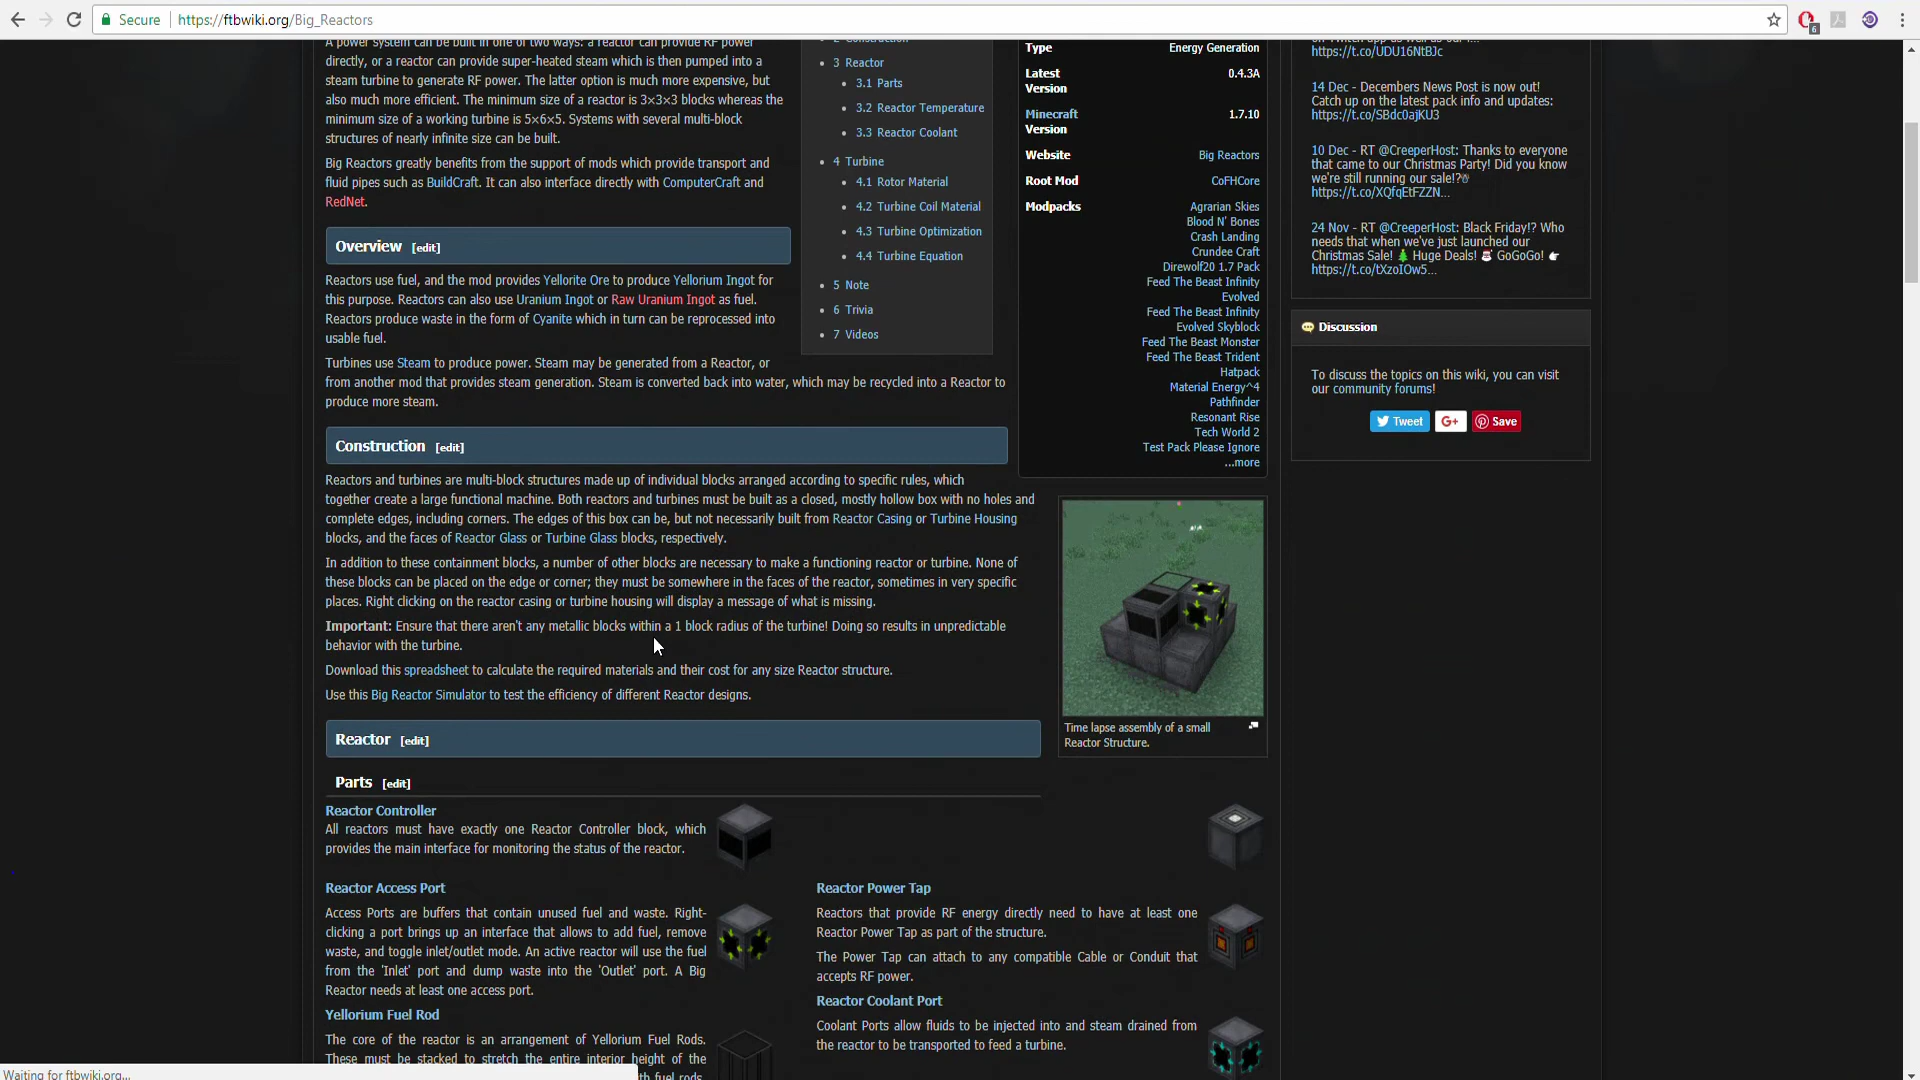 Secure https://ftbwiki.org/Big_Reactors
6
A power system can be built in one of two ways: a reactor can provide RF power
directly, or a reactor can provide super-heated steam which is then pumped into a
steam turbine to generate RF power. The latter option is much more expensive, but
also much more efficient. The minimum size of a reactor is 3×3×3 blocks whereas the
minimum size of a working turbine is 5×6×5. Systems with several multi-block
structures of nearly infinite size can be built.
Big Reactors greatly benefits from the support of mods which provide transport and
fluid pipes such as BuildCraft. It can also interface directly with ComputerCraft and
RedNet.
2 Construction
3 Reactor
3.1 Parts
3.2 Reactor Temperature
3.3 Reactor Coolant
4 Turbine
4.1 Rotor Material
4.2 Turbine Coil Material
4.3 Turbine Optimization
4.4 Turbine Equation
5 Note
6 Trivia
7 Videos
Overview [edit]
Reactors use fuel, and the mod provides Yellorite Ore to produce Yellorium Ingot for
this purpose. Reactors can also use Uranium Ingot or Raw Uranium Ingot as fuel.
Reactors produce waste in the form of Cyanite which in turn can be reprocessed into
usable fuel.
Turbines use Steam to produce power. Steam may be generated from a Reactor, or
from another mod that provides steam generation. Steam is converted back into water, which may be recycled into a Reactor to
produce more steam.
Construction [edit]
Reactors and turbines are multi-block structures made up of individual blocks arranged according to specific rules, which
together create a large functional machine. Both reactors and turbines must be built as a closed, mostly hollow box with no holes and
complete edges, including corners. The edges of this box can be, but not necessarily built from Reactor Casing or Turbine Housing
blocks, and the faces of Reactor Glass or Turbine Glass blocks, respectively.
In addition to these containment blocks, a number of other blocks are necessary to make a functioning reactor or turbine. None of
these blocks can be placed on the edge or corner; they must be somewhere in the faces of the reactor, sometimes in very specific
places. Right clicking on the reactor casing or turbine housing will display a message of what is missing.
Important: Ensure that there aren't any metallic blocks within a 1 block radius of the turbine! Doing so results in unpredictable
behavior with the turbine.
Download this spreadsheet to calculate the required materials and their cost for any size Reactor structure.
Use this Big Reactor Simulator to test the efficiency of different Reactor designs.
Reactor [edit]
Parts [edit]
Reactor Controller
All reactors must have exactly one Reactor Controller block, which
provides the main interface for monitoring the status of the reactor.
Reactor Access Port
Access Ports are buffers that contain unused fuel and waste. Right-
clicking a port brings up an interface that allows to add fuel, remove
waste, and toggle inlet/outlet mode. An active reactor will use the fuel
from the 'Inlet' port and dump waste into the 'Outlet' port. A Big
Reactor needs at least one access port.
Yellorium Fuel Rod
The core of the reactor is an arrangement of Yellorium Fuel Rods.
These must be stacked to stretch the entire interior height of the
th fuel rods
Reactor Power Tap
Reactors that provide RF energy directly need to have at least one
Reactor Power Tap as part of the structure.
The Power Tap can attach to any compatible Cable or Conduit that
accepts RF power.
Reactor Coolant Port
Coolant Ports allow fluids to be injected into and steam drained from
the reactor to be transported to feed a turbine.
Type Energy Generation
Latest Version 0.4.3A
Minecraft Version 1.7.10
Website Big Reactors
Root Mod CoFHCore
Modpacks Agrarian Skies
Blood N' Bones
Crash Landing
Crundee Craft
Direwolf20 1.7 Pack
Feed The Beast Infinity
Evolved
Feed The Beast Infinity
Evolved Skyblock
Feed The Beast Monster
Feed The Beast Trident
Hatpack
Material Energy^4
Pathfinder
Resonant Rise
Tech World 2
Test Pack Please Ignore
...more
Time lapse assembly of a small
Reactor Structure.
https://t.co/UDU16NtBJc
14 Dec - Decembers News Post is now out!
Catch up on the latest pack info and updates:
https://t.co/SBdc0ajKU3
10 Dec - RT @CreeperHost: Thanks to everyone
that came to our Christmas Party! Did you know
we're still running our sale!?
https://t.co/XQfqEtFZZN...
24 Nov - RT @CreeperHost: Black Friday!? Who
needs that when we've just launched our
Christmas Sale! 🎄 Huge Deals! 🎅 GoGoGo! 👉
https://t.co/tXzoIOw5...
Discussion
To discuss the topics on this wiki, you can visit
our community forums!
Tweet
G+
Save
Waiting for ftbwiki.org...